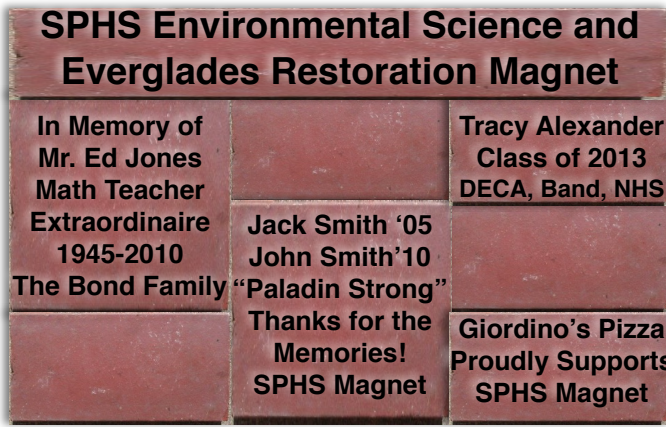 SPHS Environmental Science and
Everglades Restoration Magnet
In Memory of
Mr. Ed Jones
Math Teacher
Extraordinaire
1945-2010
The Bond Family
Jack Smith ‘05
John Smith’10
“Paladin Strong”
Thanks for the
Memories!
SPHS Magnet
Tracy Alexander
Class of 2013
DECA, Band, NHS
Giordino’s Pizza
Proudly Supports
SPHS Magnet